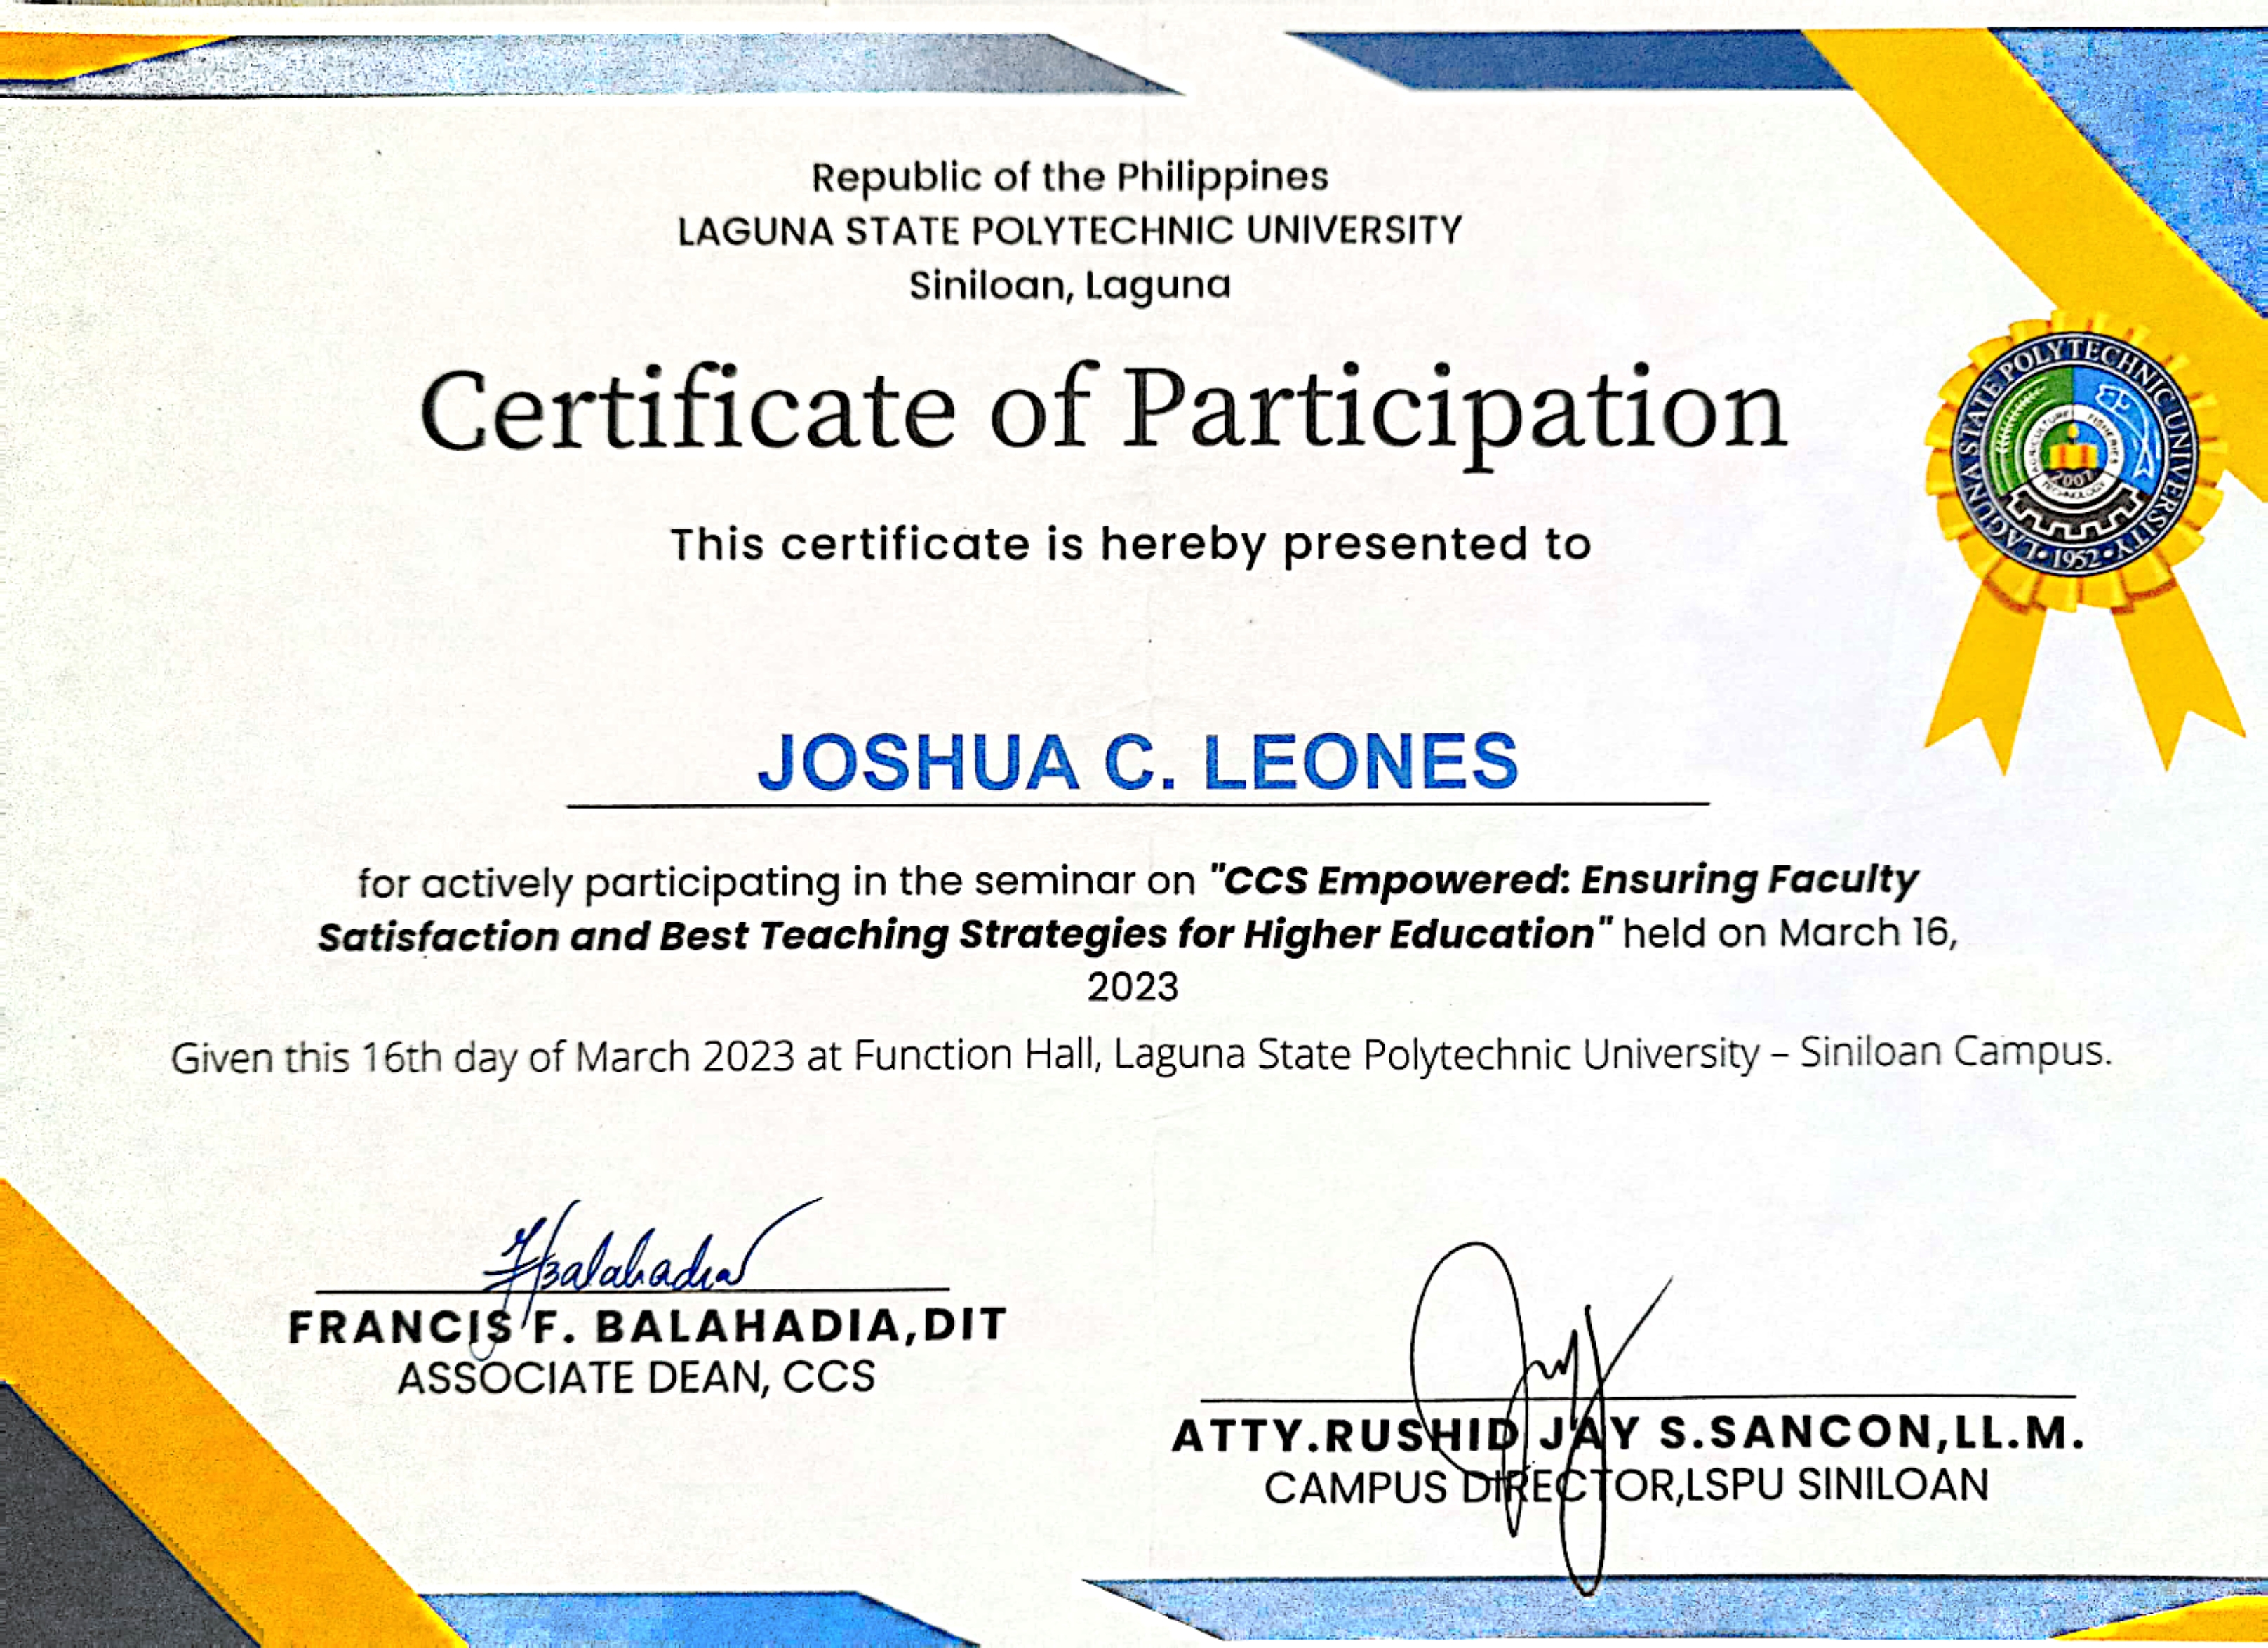 Republic of the Philippines
LAGUNA STATE POLYTECHNIC UNIVERSITY
Siniloan, Laguna
Certificate of Participation
LAGUNA STATE POLYTECHNIC UNIVERSITY
AGRICULTURE FISHERIES
2007
TECHNOLOGY
• 1952 •
This certificate is hereby presented to
JOSHUA C. LEONES
for actively participating in the seminar on "CCS Empowered: Ensuring Faculty
Satisfaction and Best Teaching Strategies for Higher Education" held on March 16,
2023
Given this 16th day of March 2023 at Function Hall, Laguna State Polytechnic University – Siniloan Campus.
FBalahadia
FRANCIS F. BALAHADIA,DIT
ASSOCIATE DEAN, CCS
ATTY.RUSHID JAY S.SANCON,LL.M.
CAMPUS DIRECTOR,LSPU SINILOAN